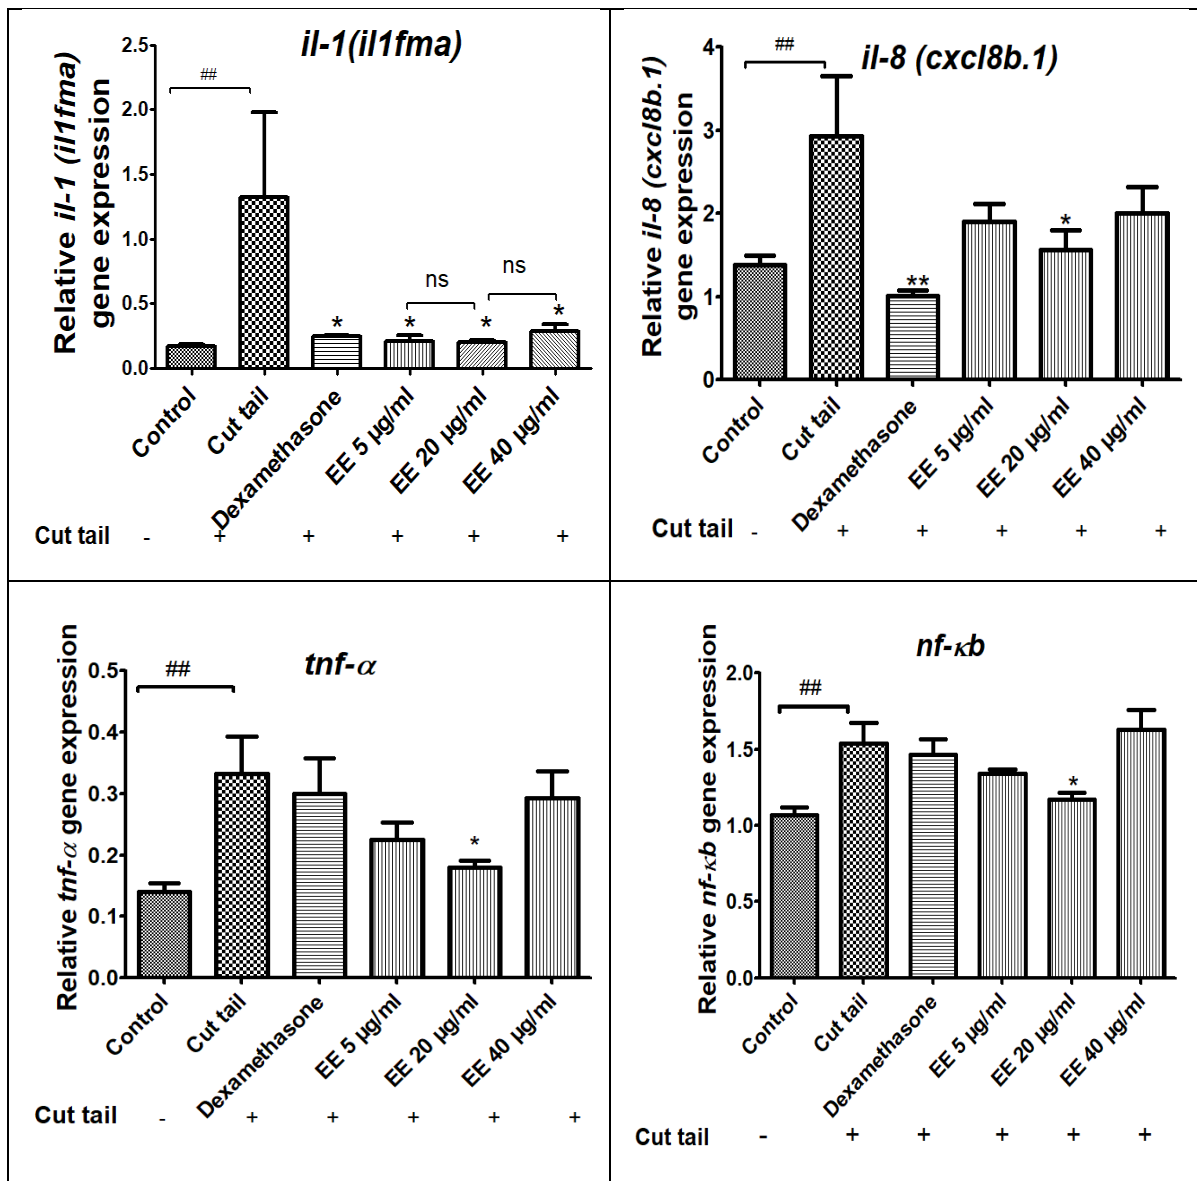 il-1(il1fma)
Relative il-1 (il1fma)
gene expression
2.5
2.0
1.5
1.0
0.5
0.0
##
ns
ns
* * * *
Control
Cut tail
Dexamethasone
EE 5 µg/ml
EE 20 µg/ml
EE 40 µg/ml
Cut tail - + + + + +
il-8 (cxcl8b.1)
Relative il-8 (cxcl8b.1)
gene expression
4
3
2
1
0
##
**
*
Control
Cut tail
Dexamethasone
EE 5 µg/ml
EE 20 µg/ml
EE 40 µg/ml
Cut tail - + + + + +
tnf-α
Relative tnf-α gene expression
0.5
0.4
0.3
0.2
0.1
0.0
##
*
Control
Cut tail
Dexamethasone
EE 5 µg/ml
EE 20 µg/ml
EE 40 µg/ml
Cut tail - + + + + +
nf-κb
Relative nf-κb gene expression
2.0
1.5
1.0
0.5
0.0
##
*
Control
Cut tail
Dexamethasone
EE 5 µg/ml
EE 20 µg/ml
EE 40 µg/ml
Cut tail - + + + + +